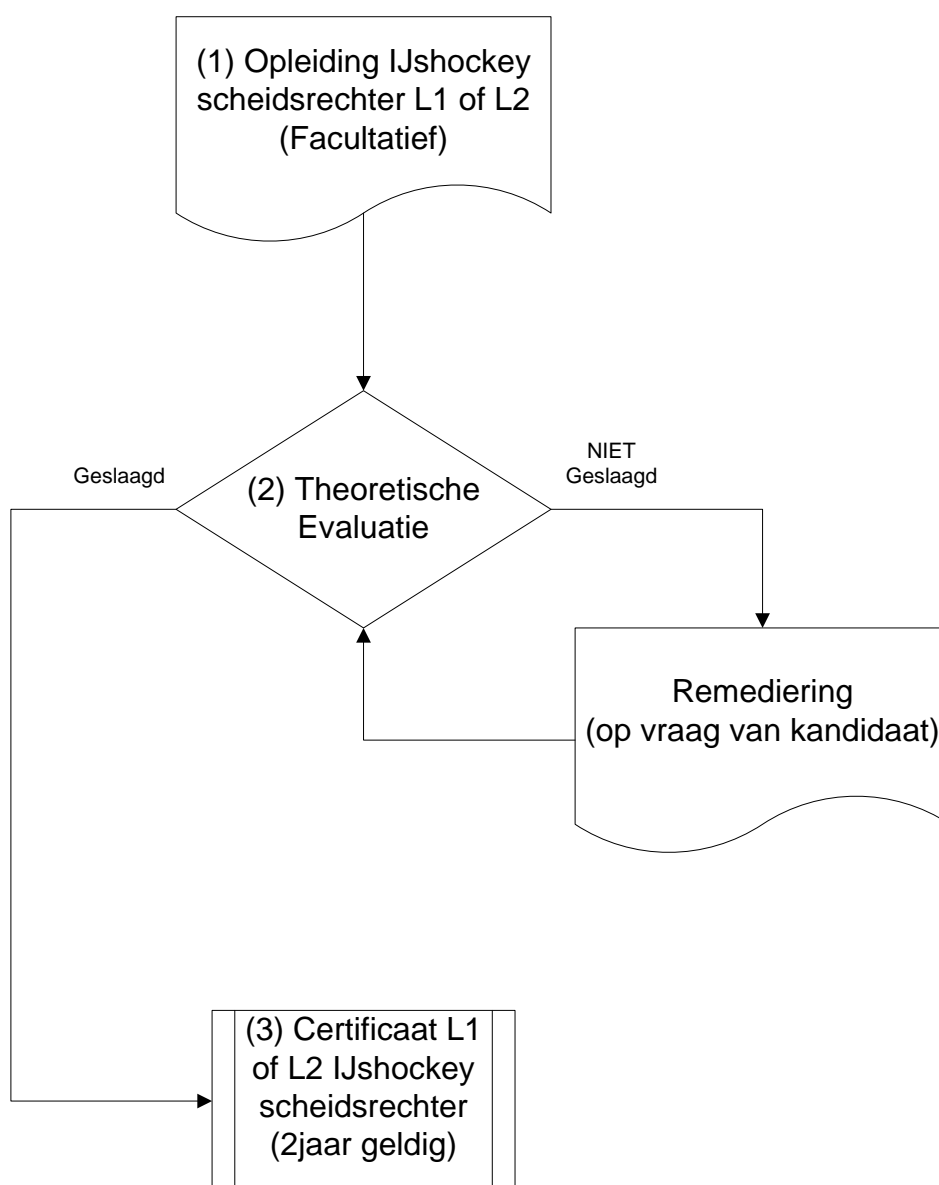 (1) Opleiding IJshockey
scheidsrechter L1 of L2
(Facultatief)
Geslaagd
(2) Theoretische
Evaluatie
NIET
Geslaagd
Remediering
(op vraag van kandidaat)
(3) Certificaat L1
of L2 IJshockey
scheidsrechter
(2jaar geldig)